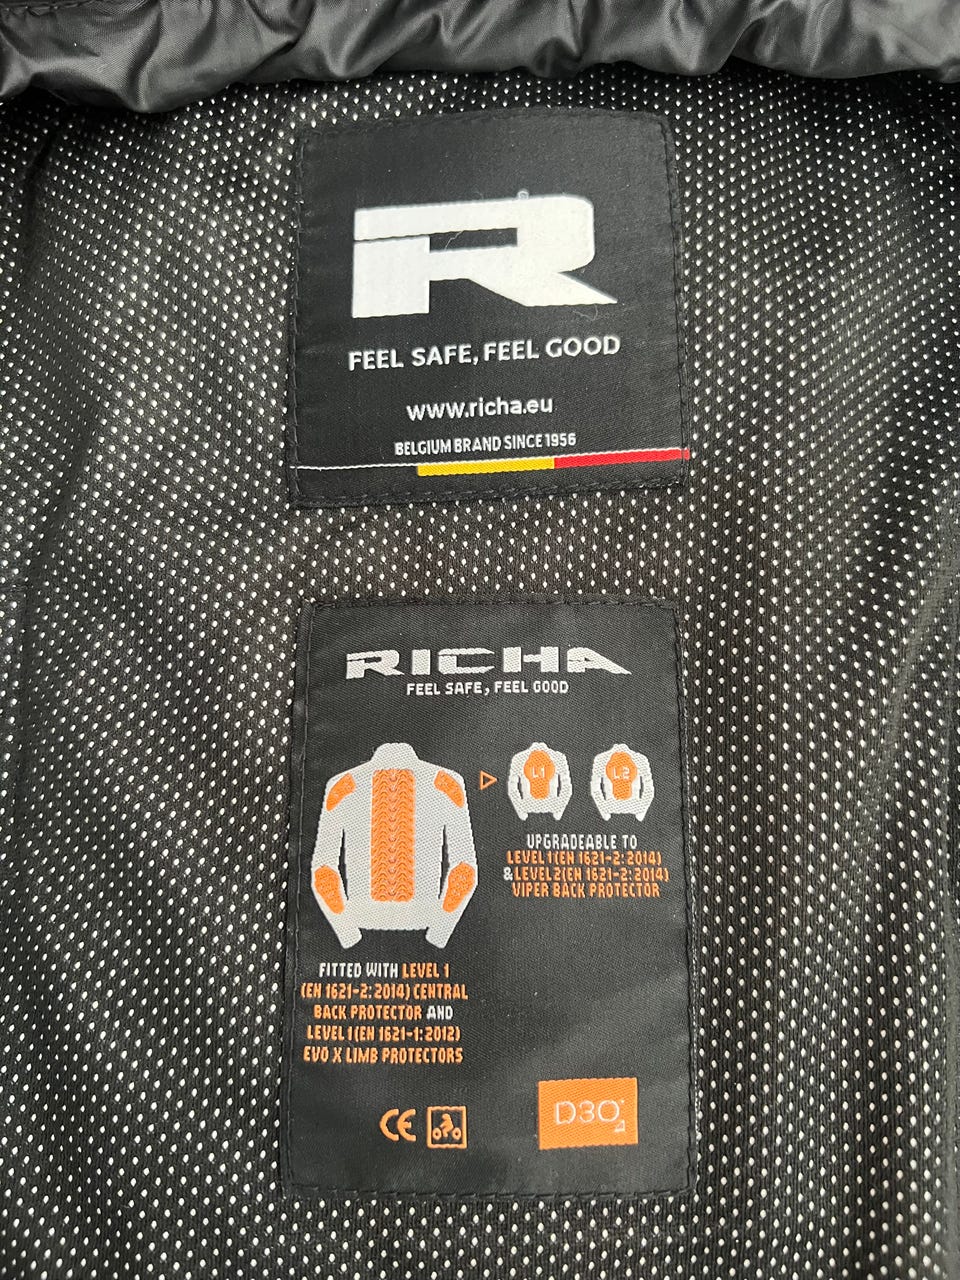 R
FEEL SAFE, FEEL GOOD
www.richa.eu
BELGIUM BRAND SINCE 1956
RICHA
FEEL SAFE, FEEL GOOD
L1 L2
UPGRADEABLE TO
LEVEL 1 (EN 1621-2: 2014)
& LEVEL 2 (EN 1621-2: 2014)
VIPER BACK PROTECTOR
FITTED WITH LEVEL 1
(EN 1621-2: 2014) CENTRAL
BACK PROTECTOR AND
LEVEL 1 (EN 1621-1: 2012)
EVO X LIMB PROTECTORS
CE
D3O